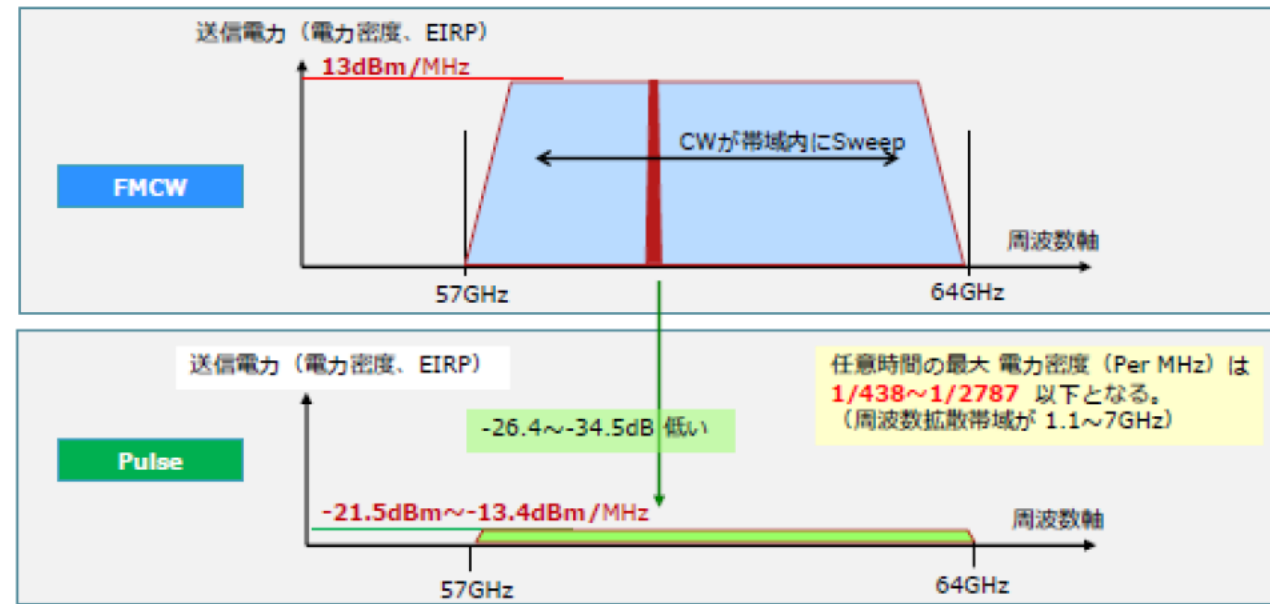 送信電力（電力密度、EIRP）
13dBm/MHz
CWが帯域内にSweep
FMCW
周波数軸
57GHz
64GHz
送信電力（電力密度、EIRP）
任意時間の最大 電力密度（Per MHz）は
1/438～1/2787 以下となる。
（周波数拡散帯域が 1.1～7GHz）
-26.4～-34.5dB 低い
Pulse
-21.5dBm～-13.4dBm/MHz
周波数軸
57GHz
64GHz